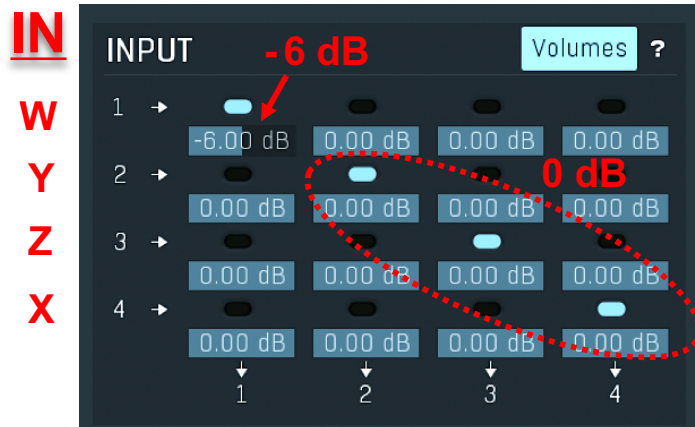 IN
INPUT
-6 dB
Volumes ?
W
1 →
-6.00 dB 0.00 dB 0.00 dB 0.00 dB
Y
2 →
0 dB
0.00 dB 0.00 dB 0.00 dB 0.00 dB
Z
3 →
0.00 dB 0.00 dB 0.00 dB 0.00 dB
X
4 →
0.00 dB 0.00 dB 0.00 dB 0.00 dB
1 2 3 4